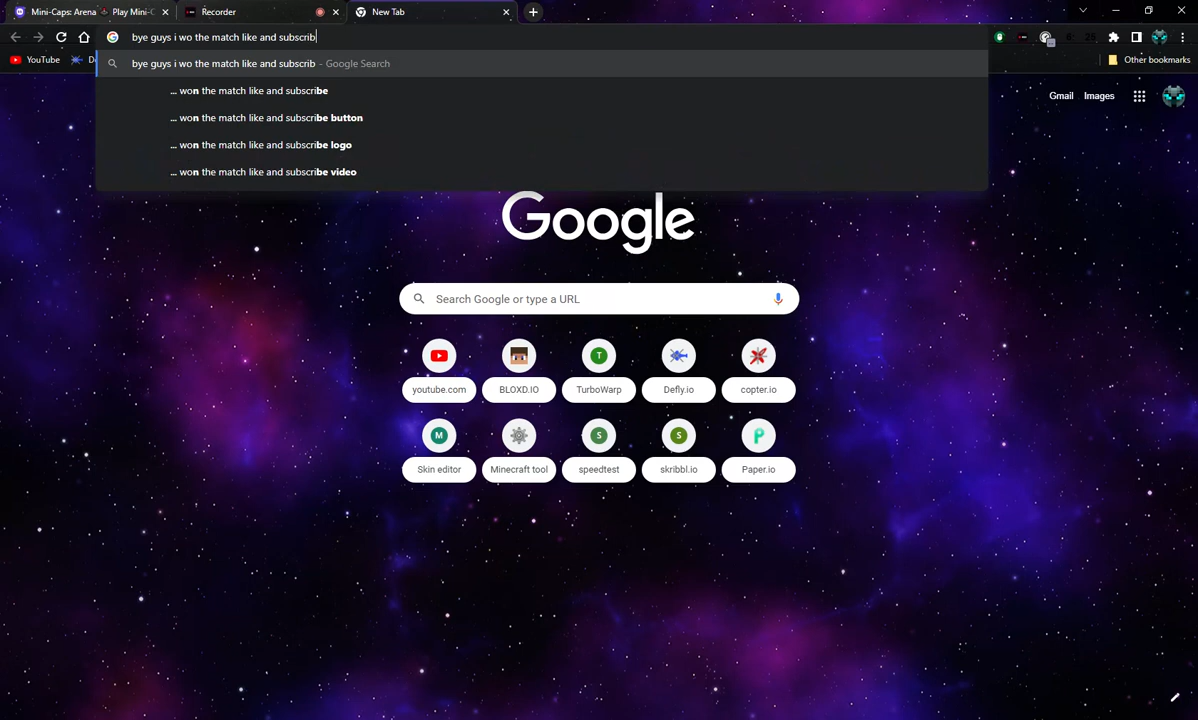 Mini-Caps: Arena Play Mini-C
Recorder
New Tab
bye guys i wo the match like and subscrib
YouTube
Other bookmarks
bye guys i wo the match like and subscrib - Google Search
... won the match like and subscribe
... won the match like and subscribe button
... won the match like and subscribe logo
... won the match like and subscribe video
Gmail Images
Google
Search Google or type a URL
youtube.com BLOXD.IO TurboWarp Defly.io copter.io
Skin editor Minecraft tool speedtest skribbl.io Paper.io